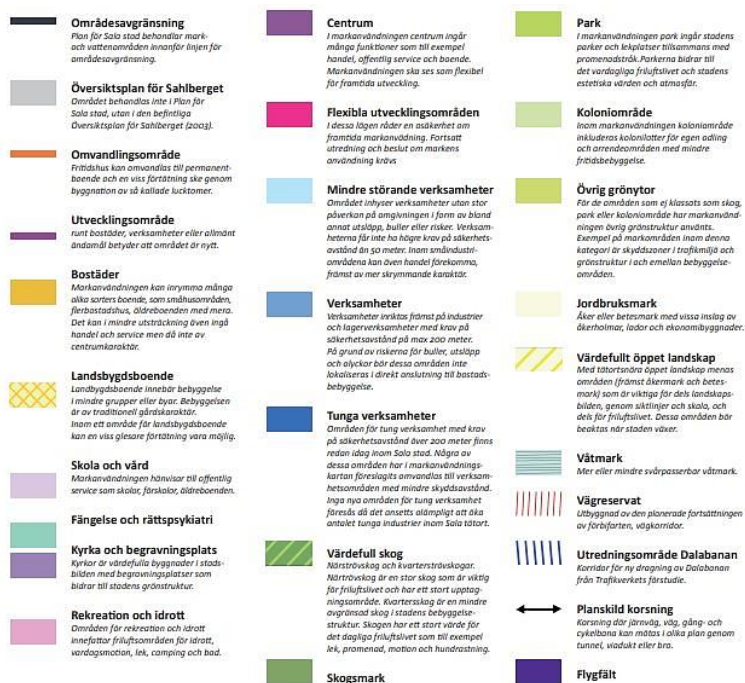 Områdesavgränsning
Plan för Sala stad behandlar mark-
och vattenområden innanför linjen för
områdesavgränsning.
Översiktsplan för Sahlberget
Området behandlas inte i Plan för
Sala stad, utan i den befintliga
Översiktsplan för Sahlberget (2003).
Omvandlingsområde
Fritidshus kan omvandlas till permanent-
boende och en viss förtätning ske genom
byggnation av så kallade lucktomter.
Utvecklingsområde
runt bostäder, verksamheter eller allmänt
ändamål betyder att området är nytt.
Bostäder
Markanvändningen kan inrymma många
olika sorters boende, som småhusområden,
flerbostadshus, äldreboenden med mera.
Det kan i mindre utsträckning även ingå
handel och service men då inte av
centrumkaraktär.
Landsbygdsboende
Landbygdsboende innebär bebyggelse
i mindre grupper eller byar. Bebyggelsen
är av traditionell gårdskaraktär.
Inom ett område för landsbygdsboende
kan en viss glesare förtätning vara möjlig.
Skola och vård
Markanvändningen hänvisar till offentlig
service som skolor, förskolor, äldreboenden.
Fängelse och rättspsykiatri
Kyrka och begravningsplats
Kyrkor är värdefulla byggnader i stads-
bilden med begravningsplatser som
bidrar till stadens grönstruktur.
Rekreation och idrott
Områden för rekreation och idrott
innefattar friluftsområden för idrott,
vardagsmotion, lek, camping och bad.
Centrum
I markanvändningen centrum ingår
många funktioner som till exempel
handel, offentlig service och boende.
Markanvändningen ska ses som flexibel
för framtida utveckling.
Flexibla utvecklingsområden
I dessa lägen råder en osäkerhet om
framtida markanvädning. Fortsatt
utredning och beslut om markens
användning krävs
Mindre störande verksamheter
Området inhyser verksamheter utan stor
påverkan på omgivningen i form av bland
annat utsläpp, buller eller risker. Verksam-
heterna får inte ha högre krav på säkerhets-
avstånd än 50 meter. Inom småindustri-
områdena kan även handel förekomma,
främst av mer skrymmande karaktär.
Verksamheter
Verksamheter inriktas främst på industrier
och lagerverksamheter med krav på
säkerhetsavstånd på max 200 meter.
På grund av riskerna för buller, utsläpp
och olyckor bör dessa områden inte
lokaliseras i direkt anslutning till bostads-
bebyggelse.
Tunga verksamheter
Områden för tung verksamhet med krav
på säkerhetsavstånd över 200 meter finns
redan idag inom Sala stad. Några av
dessa områden har i markanvändnings-
kartan föreslagits omvandlas till verksam-
hetsområden med mindre skyddsavstånd.
Inga nya områden för tung verksamhet
föreslås då det ansetts olämpligt att öka
antalet tunga industrier inom Sala tätort.
Värdefull skog
Närströvskog och kvartersströvskogar.
Närströvskog är en stor skog som är viktig
för friluftslivet och har ett stort upptag-
ningsområde. Kvartersskog är en mindre
avgränsad skog i stadens bebyggelse-
struktur. Skogen har ett stort värde för
det dagliga friluftslivet som till exempel
lek, promenad, motion och hundrastning.
Skogsmark
Park
I markanvändningen park ingår stadens
parker och lekplatser tillsammans med
promenadstråk.Parkerna bidrar till
det vardagliga friluftslivet och stadens
estetiska värden och atmosfär.
Koloniområde
Inom markanvändningen koloniområde
inkluderas kolonilotter för egen odling
och arrendeområden med mindre
fritidsbebyggelse.
Övrig grönytor
För de områden som ej klassats som skog,
park eller koloniområde har markanvänd-
ningen övrig grönstruktur använts.
Exempel på markområden inom denna
kategori är skyddszoner i trafikmiljö och
grönstruktur i och emellan bebyggelse-
områden.
Jordbruksmark
Åker eller betesmark med vissa inslag av
åkerholmar, lador och ekonomibyggnader.
Värdefullt öppet landskap
Med tätortsnära öppet landskap menas
områden (främst åkermark och betes-
mark) som är viktiga för dels landskaps-
bilden, genom siktlinjer och skala, och
dels för friluftslivet. Dessa områden bör
beaktas när staden växer.
Våtmark
Mer eller mindre svårpasserbar våtmark.
Vägreservat
Utbyggnad av den planerade fortsättningen
av förbifarten, vägkorridor.
Utredningsområde Dalabanan
Korridor för ny dragning av Dalabanan
från Trafikverkets förstudie.
Planskild korsning
Korsning där järnväg, väg, gång- och
cykelbana kan mötas i olika plan genom
tunnel, viadukt eller bro.
Flygfält